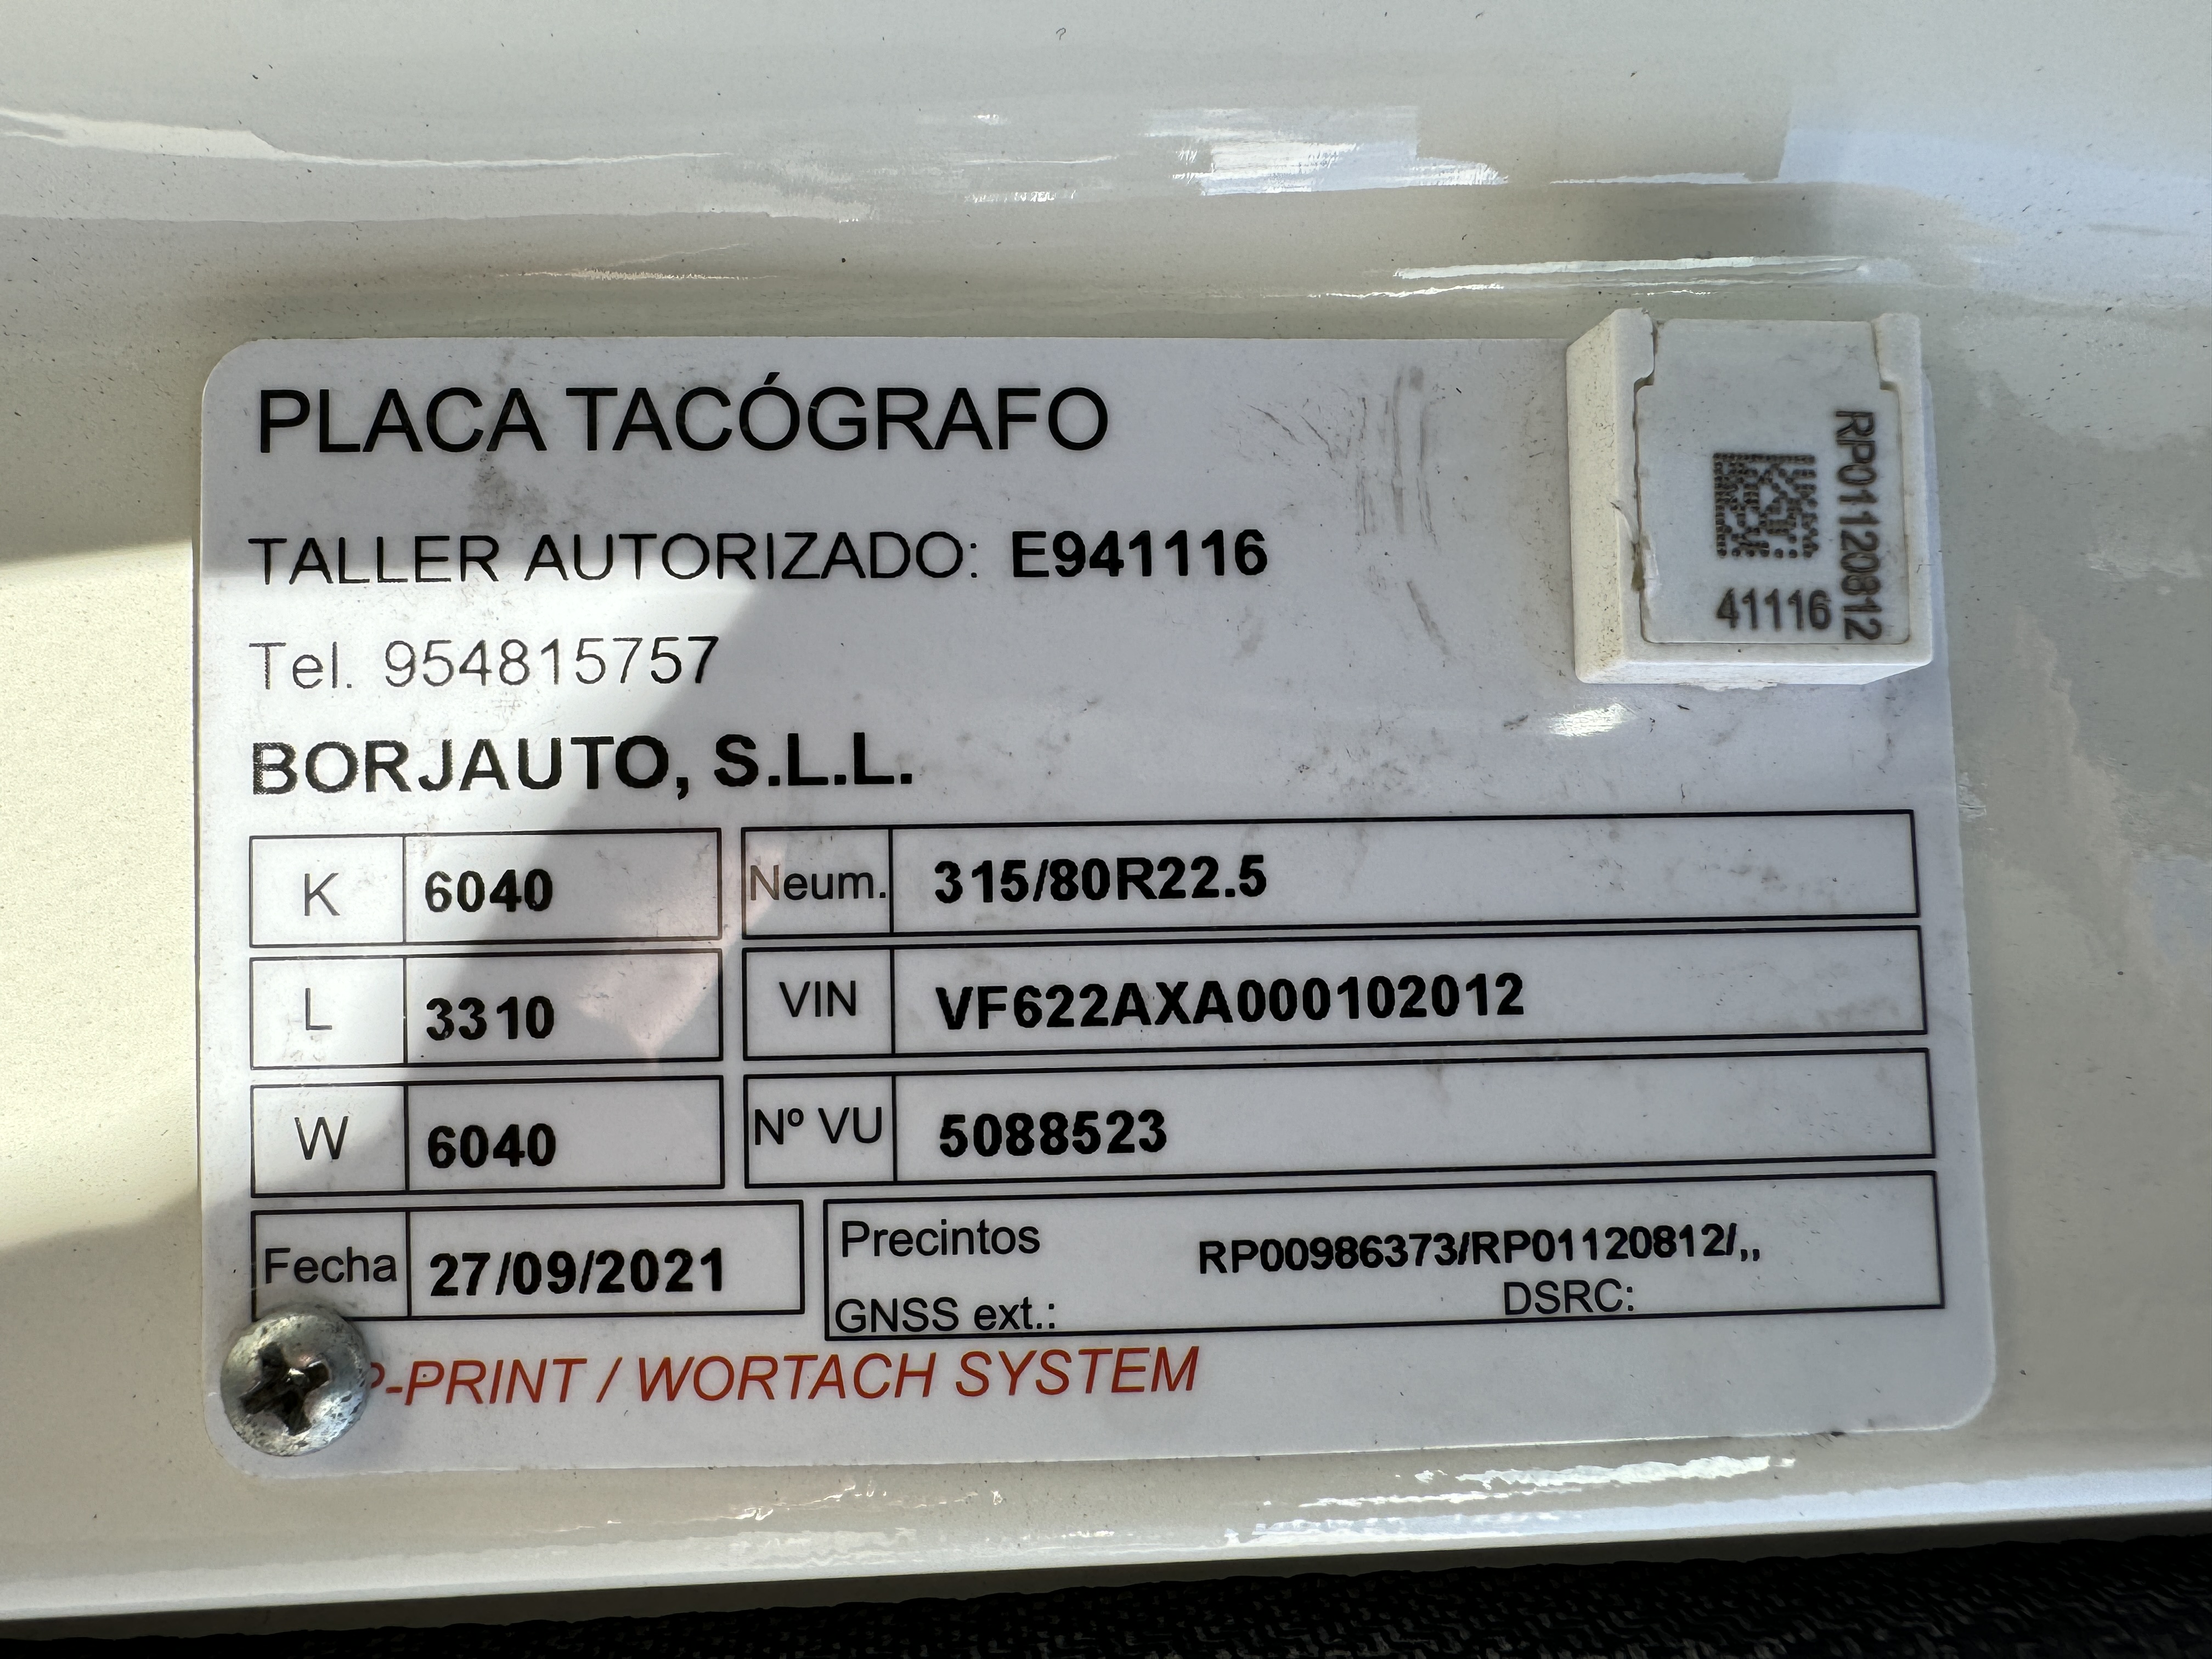 PLACA TACÓGRAFO
TALLER AUTORIZADO: E941116
Tel. 954815757
BORJAUTO, S.L.L.
RP01120812
41116
K 6040 Neum. 315/80R22.5
L 3310 VIN VF622AXA000102012
W 6040 Nº VU 5088523
Fecha 27/09/2021 Precintos RP00986373/RP01120812/,,
GNSS ext.: DSRC:
P-PRINT / WORTACH SYSTEM